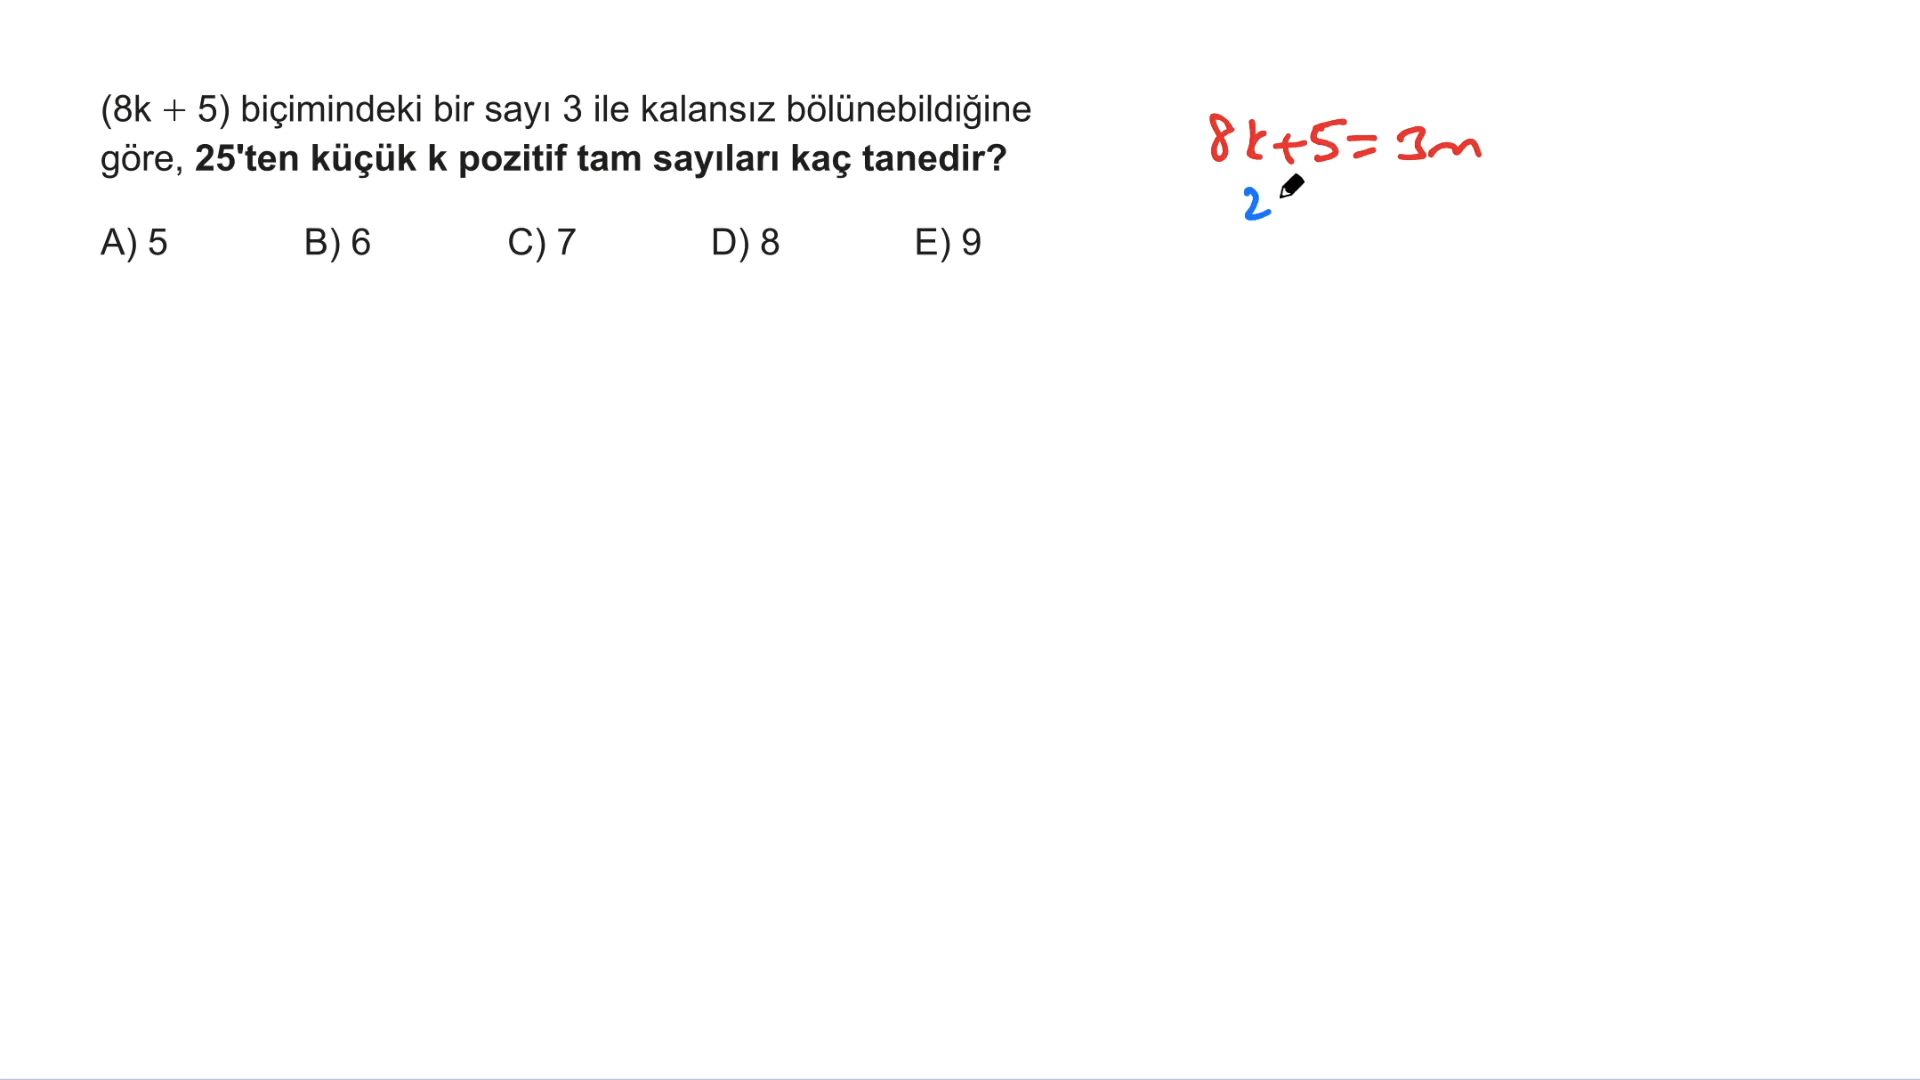 (8k + 5) biçimindeki bir sayı 3 ile kalansız bölünebildiğine
göre, 25'ten küçük k pozitif tam sayıları kaç tanedir?
A) 5 B) 6 C) 7 D) 8 E) 9
8k+5=3m
2